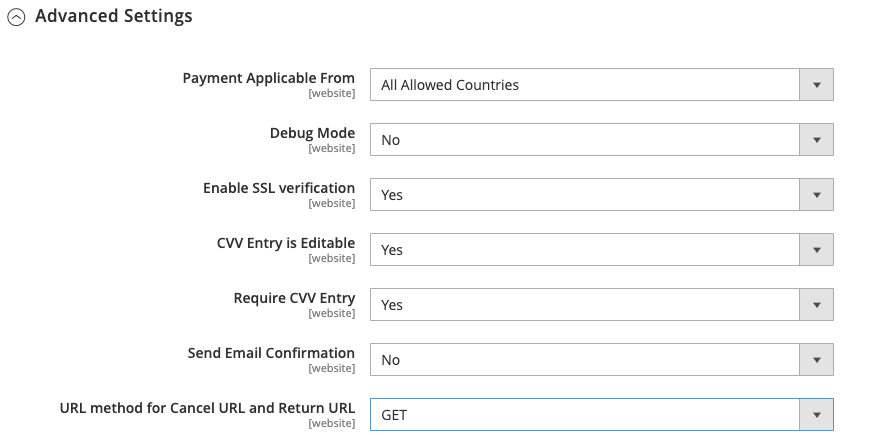 Advanced Settings
Payment Applicable From
[website]
All Allowed Countries
Debug Mode
[website]
No
Enable SSL verification
[website]
Yes
CVV Entry is Editable
[website]
Yes
Require CVV Entry
[website]
Yes
Send Email Confirmation
[website]
No
URL method for Cancel URL and Return URL
[website]
GET